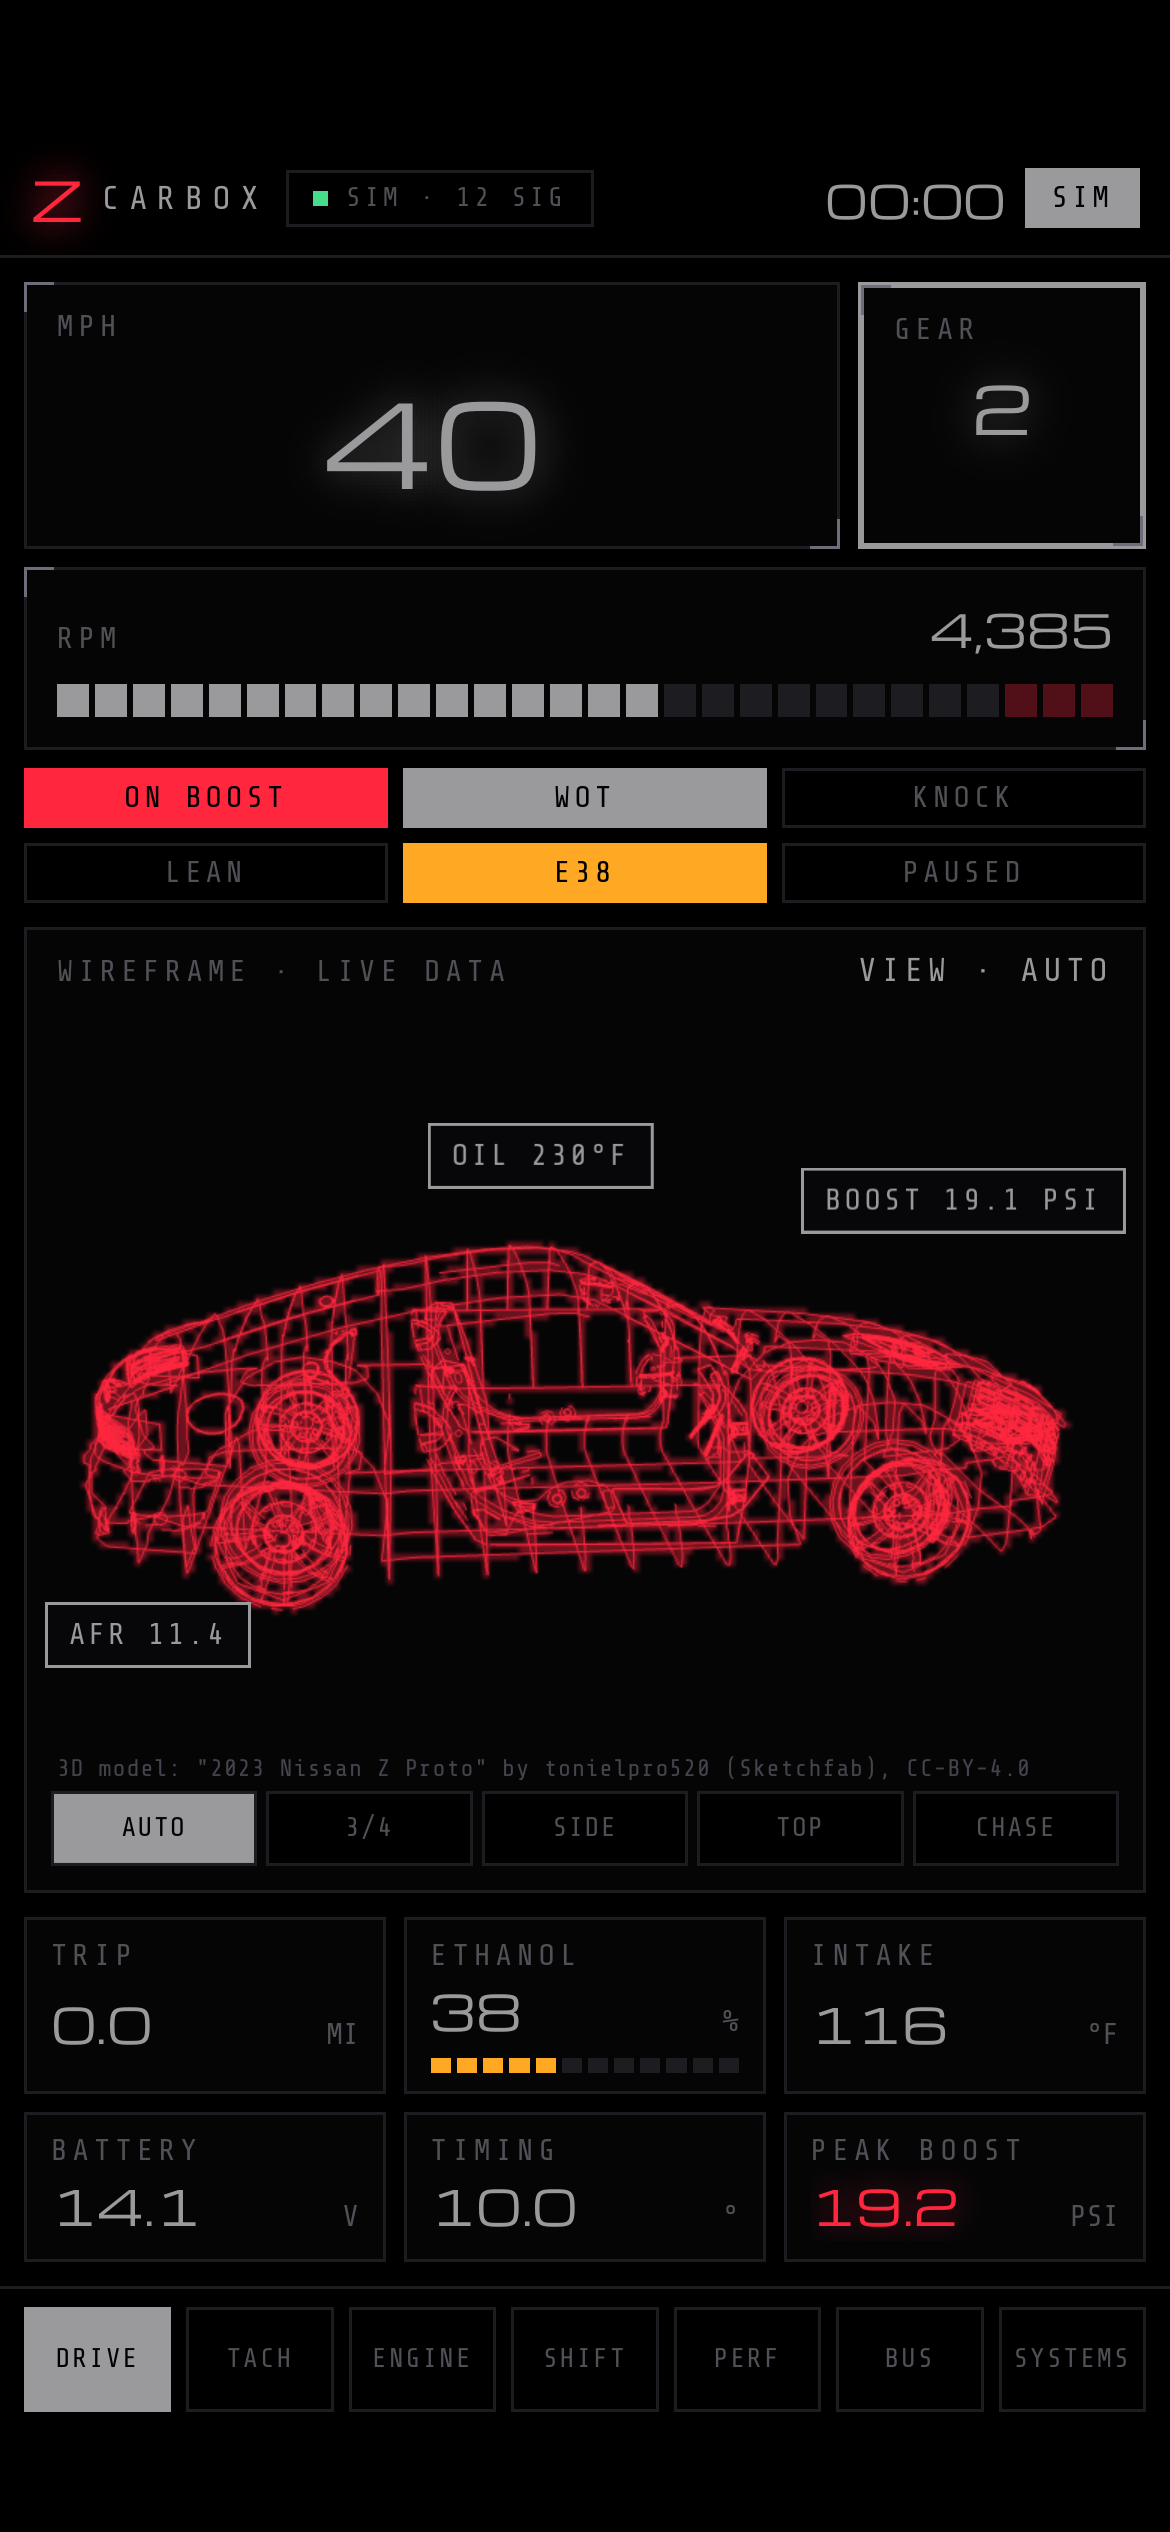 Z CARBOX SIM · 12 SIG 00:00 SIM
MPH
40
GEAR
2
RPM 4,385
ON BOOST WOT KNOCK
LEAN E38 PAUSED
WIREFRAME · LIVE DATA VIEW · AUTO
OIL 230°F
BOOST 19.1 PSI
AFR 11.4
3D model: "2023 Nissan Z Proto" by tonielpro520 (Sketchfab), CC-BY-4.0
AUTO 3/4 SIDE TOP CHASE
TRIP ETHANOL INTAKE
0.0 MI 38 % 116 °F
BATTERY TIMING PEAK BOOST
14.1 V 10.0 ° 19.2 PSI
DRIVE TACH ENGINE SHIFT PERF BUS SYSTEMS